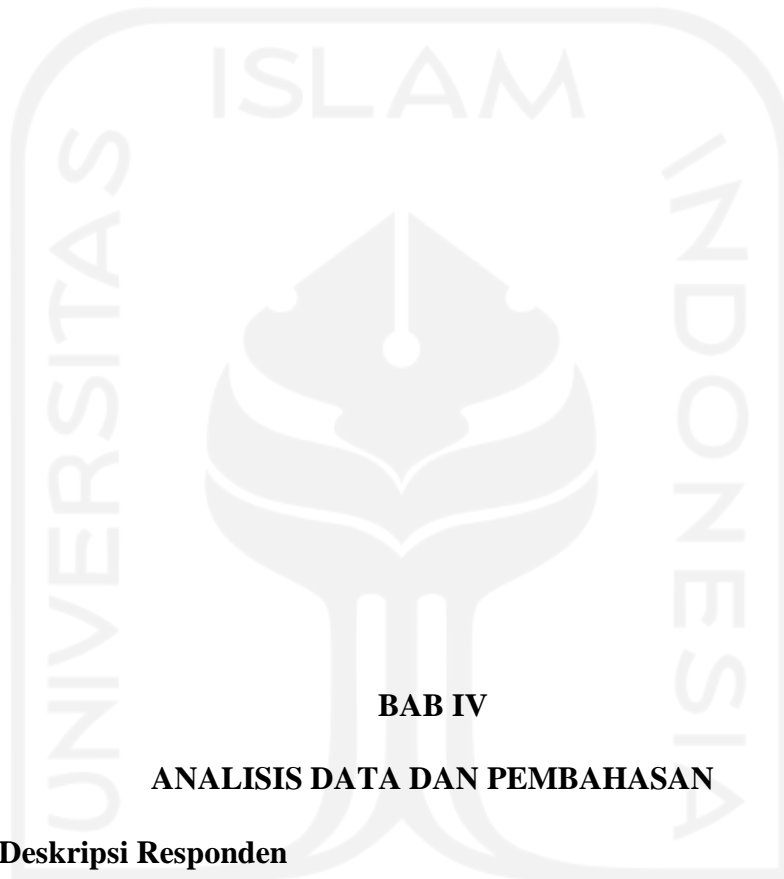 ISLAM
UNIVERSITAS
INDONESIA
BAB IV
ANALISIS DATA DAN PEMBAHASAN
Deskripsi Responden